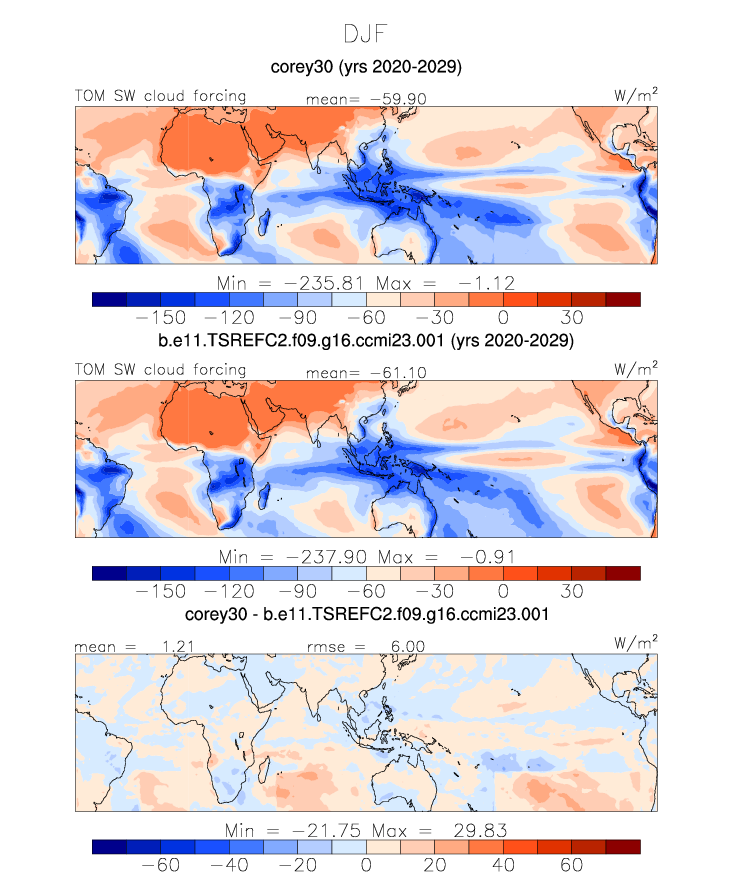 DJF
corey30 (yrs 2020-2029)
TOM SW cloud forcing mean= −59.90 W/m²
Min = −235.81 Max = −1.12
−150 −120 −90 −60 −30 0 30
b.e11.TSREFC2.f09.g16.ccmi23.001 (yrs 2020-2029)
TOM SW cloud forcing mean= −61.10 W/m²
Min = −237.90 Max = −0.91
−150 −120 −90 −60 −30 0 30
corey30 - b.e11.TSREFC2.f09.g16.ccmi23.001
mean = 1.21 rmse = 6.00 W/m²
Min = −21.75 Max = 29.83
−60 −40 −20 0 20 40 60